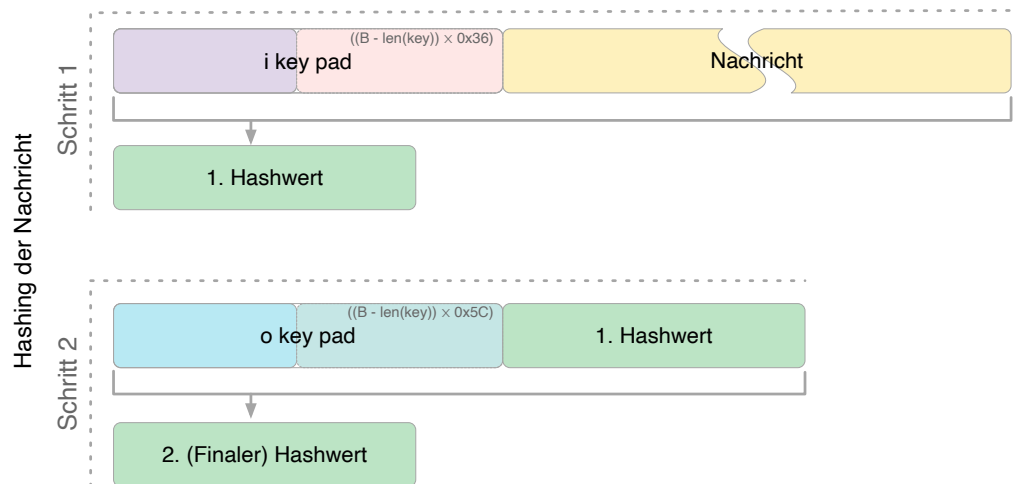 Hashing der Nachricht
Schritt 1
((B - len(key)) × 0x36)
i key pad
Nachricht
1. Hashwert
Schritt 2
((B - len(key)) × 0x5C)
o key pad
1. Hashwert
2. (Finaler) Hashwert